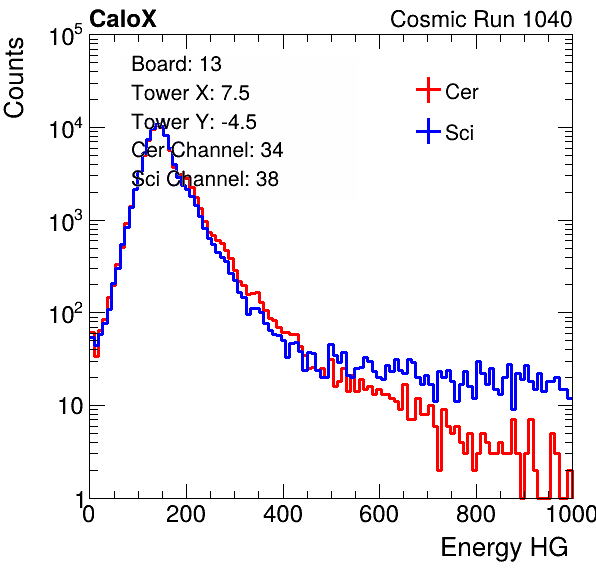 CaloX Cosmic Run 1040
Counts
Board: 13
Tower X: 7.5
Tower Y: -4.5
Cer Channel: 34
Sci Channel: 38
Cer
Sci
10^5
10^4
10^3
10^2
10
1
0 200 400 600 800 1000
Energy HG